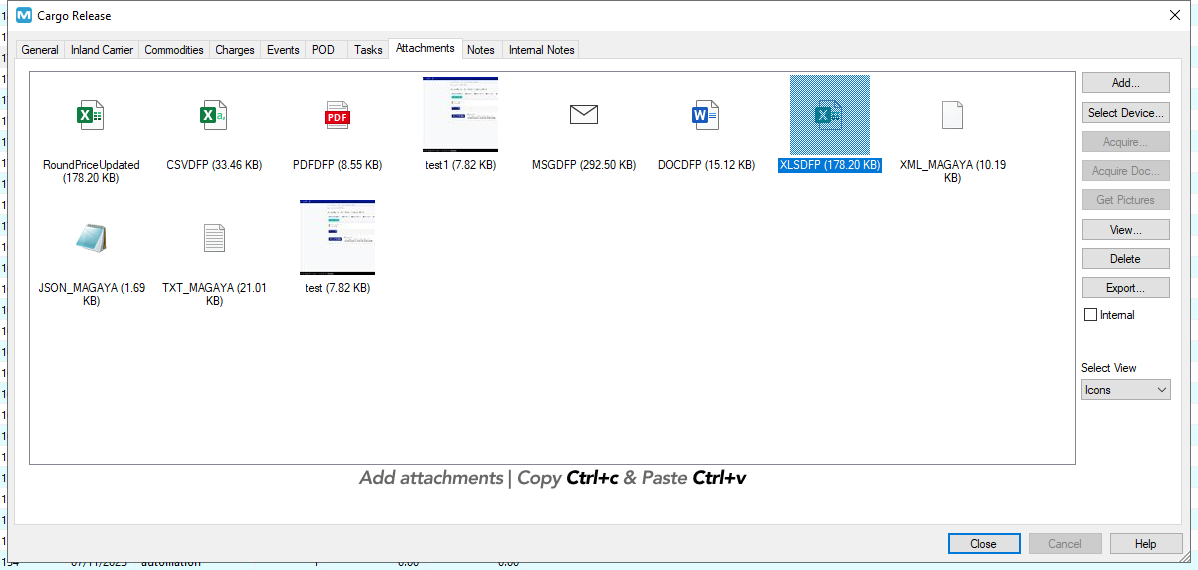 Cargo Release
General Inland Carrier Commodities Charges Events POD Tasks Attachments Notes Internal Notes
RoundPriceUpdated (178.20 KB)
CSVDFP (33.46 KB)
PDF
PDFDFP (8.55 KB)
test1 (7.82 KB)
MSGDFP (292.50 KB)
DOCDFP (15.12 KB)
XLSDFP (178.20 KB)
XML_MAGAYA (10.19 KB)
JSON_MAGAYA (1.69 KB)
TXT_MAGAYA (21.01 KB)
test (7.82 KB)
Add...
Select Device...
Acquire...
Acquire Doc...
Get Pictures
View...
Delete
Export...
Internal
Select View
Icons
Add attachments | Copy Ctrl+c & Paste Ctrl+v
Close Cancel Help